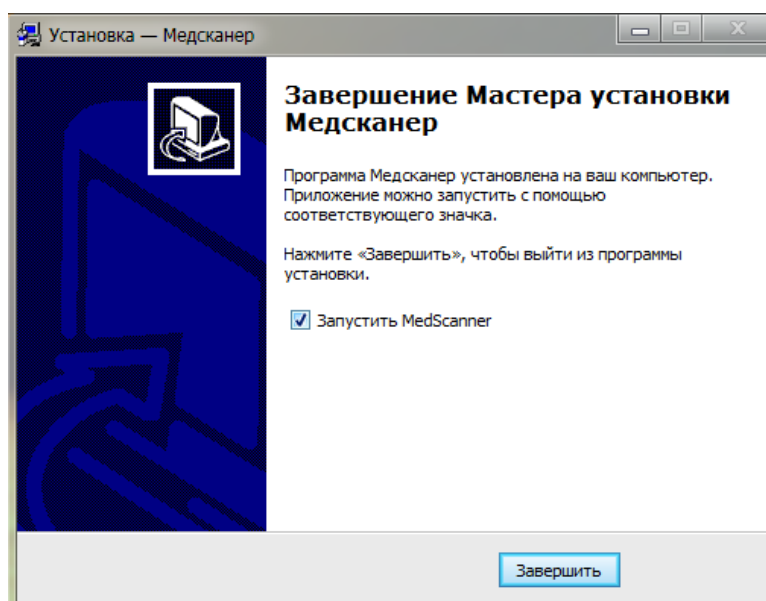 Установка — Медсканер
Завершение Мастера установки
Медсканер
Программа Медсканер установлена на ваш компьютер.
Приложение можно запустить с помощью
соответствующего значка.
Нажмите «Завершить», чтобы выйти из программы
установки.
Запустить MedScanner
Завершить